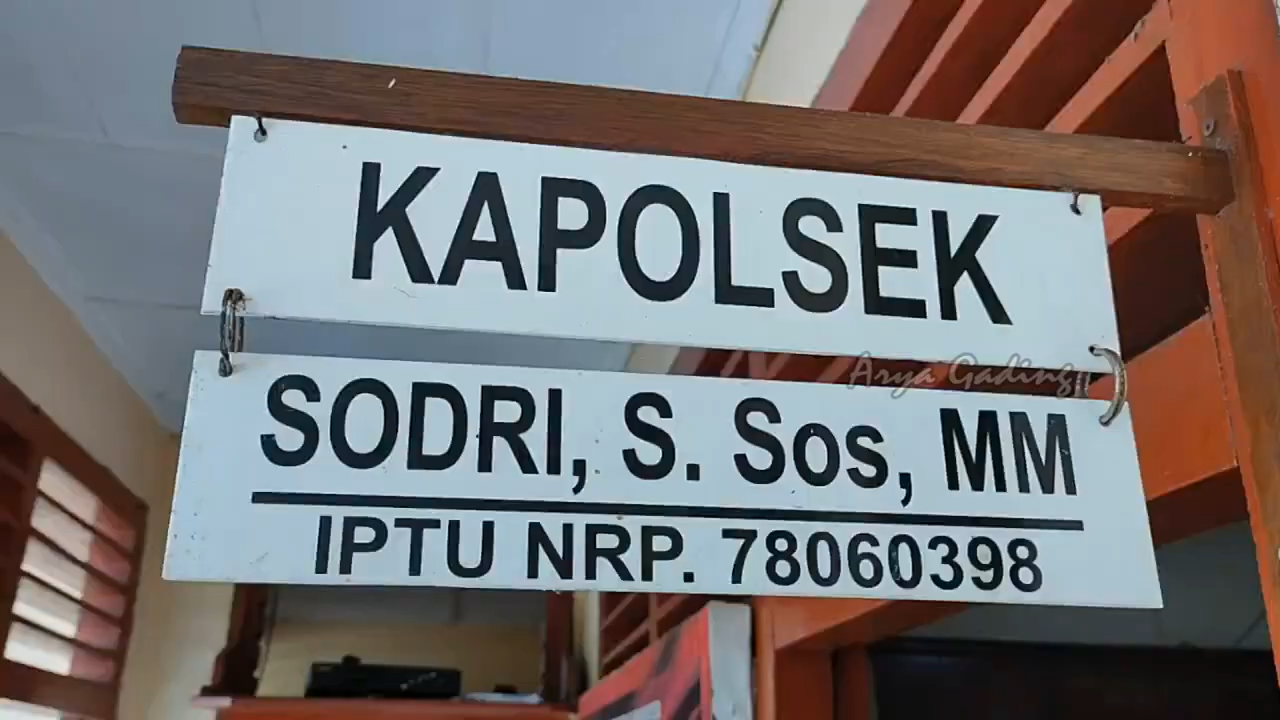 KAPOLSEK
Arya Gading
SODRI, S. Sos, MM
IPTU NRP. 78060398